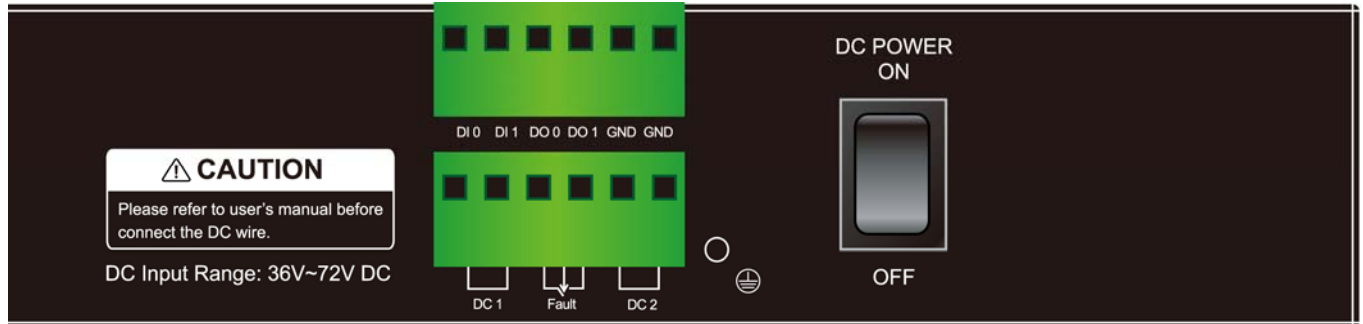 DC POWER
ON
DI 0 DI 1 DO 0 DO 1 GND GND
CAUTION
Please refer to user's manual before
connect the DC wire.
DC Input Range: 36V~72V DC
DC 1 Fault DC 2
OFF